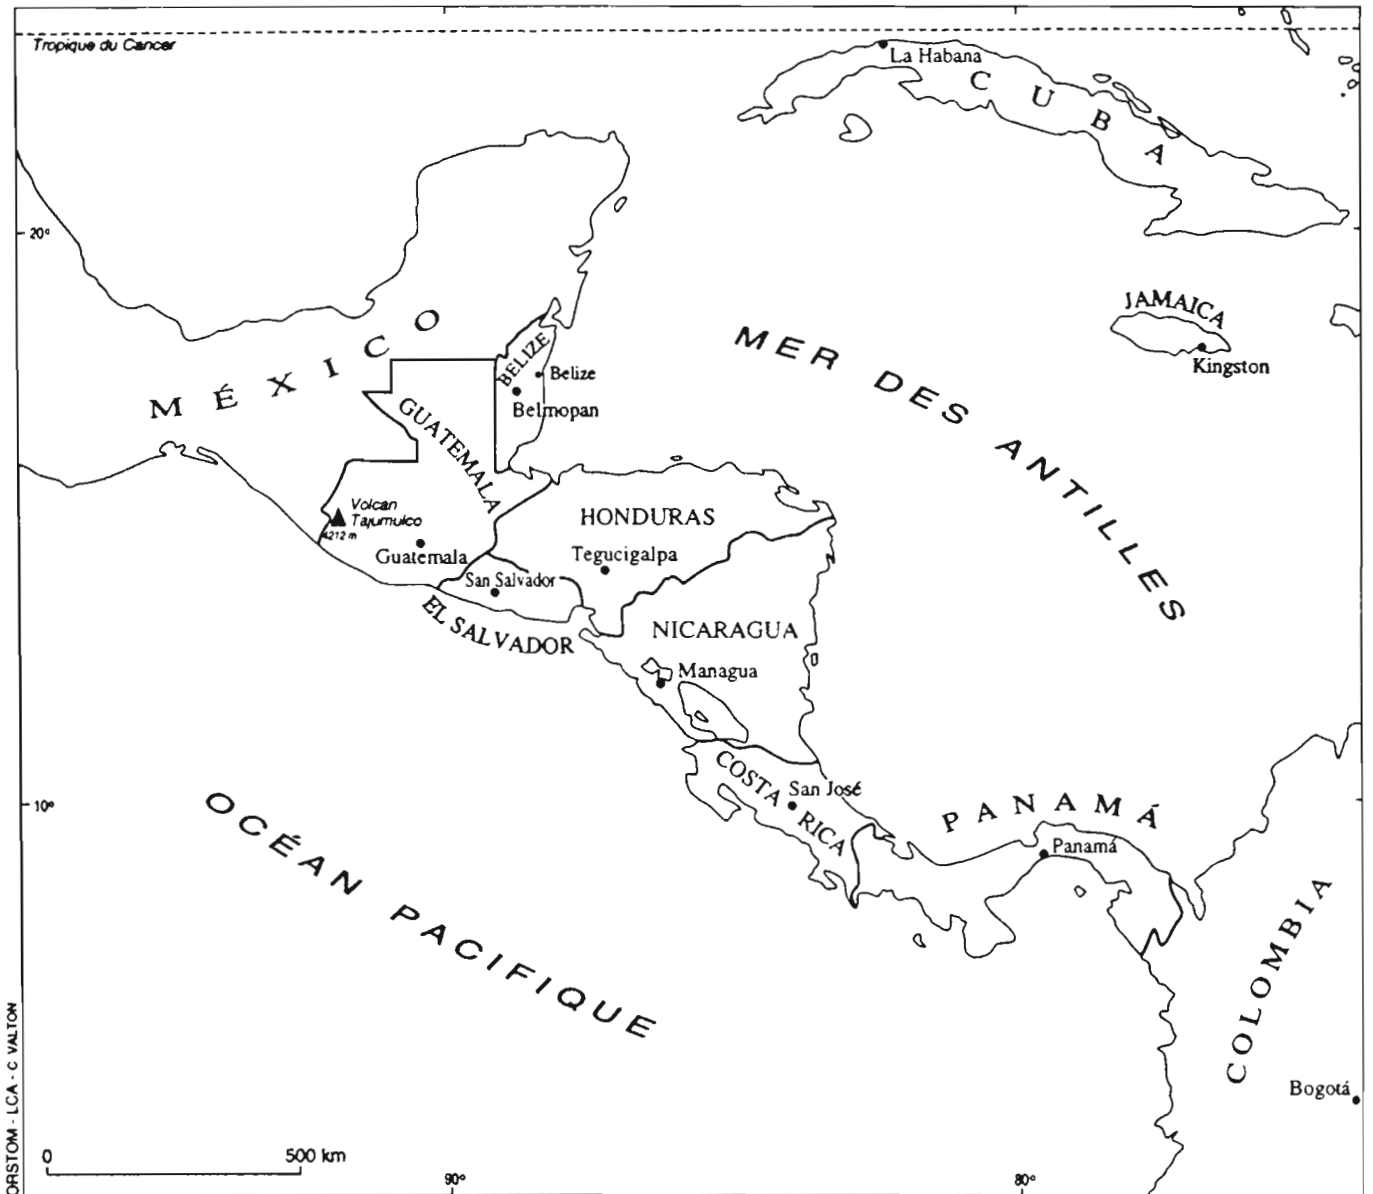 Tropique du Cancer
La Habana
CUBA
20°
JAMAICA
Kingston
MÉXICO
BELIZE
Belize
Belmopan
MER DES ANTILLES
GUATEMALA
Volcan
Tajumulco
4212 m
Guatemala
HONDURAS
Tegucigalpa
San Salvador
EL SALVADOR
NICARAGUA
Managua
COSTA RICA
San José
10°
PANAMÁ
Panamá
OCÉAN PACIFIQUE
COLOMBIA
Bogotá
ORSTOM - LCA - C VALTON
0
500 km
90°
80°